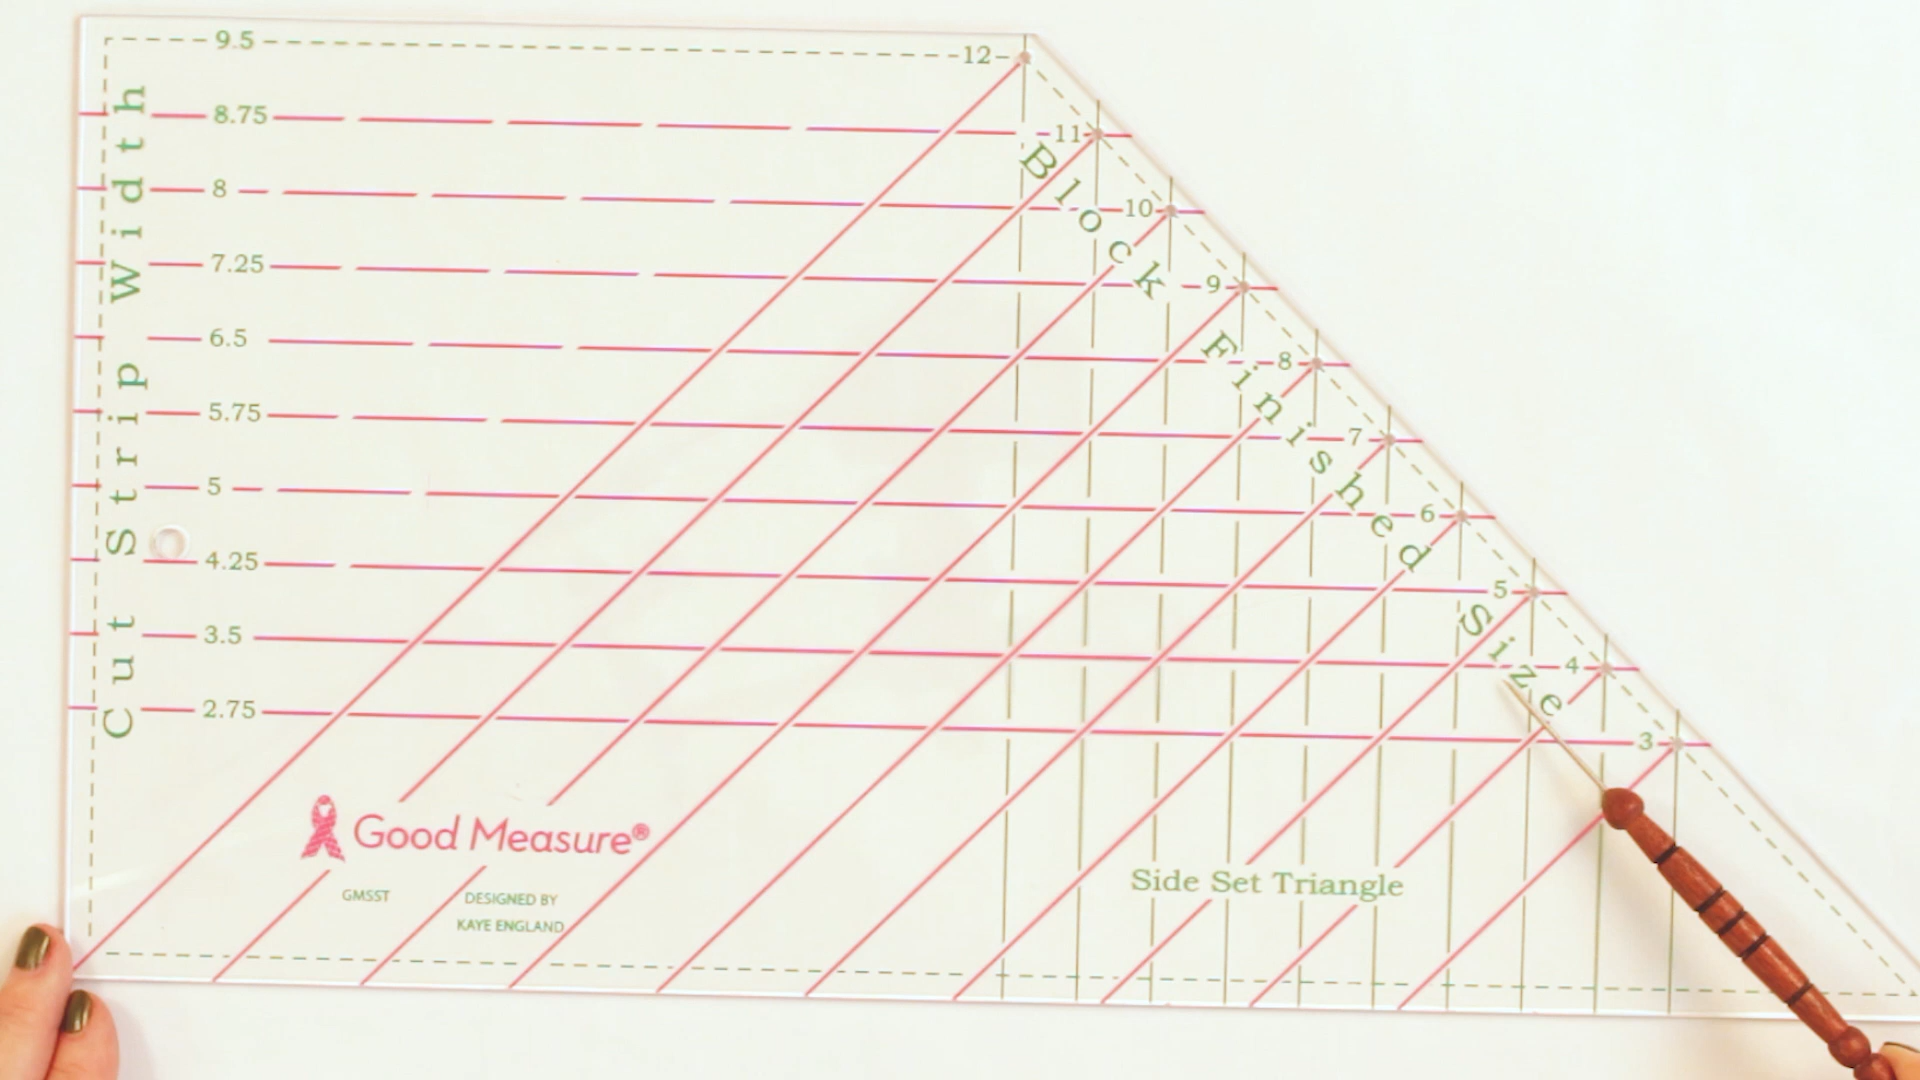 9.5 12
8.75 11
8 10
7.25 9
6.5 8
5.75 7
5 6
4.25 5
3.5 4
2.75 3
Cut Strip Width
Block Finished Size
Good Measure®
GMSST
DESIGNED BY
KAYE ENGLAND
Side Set Triangle